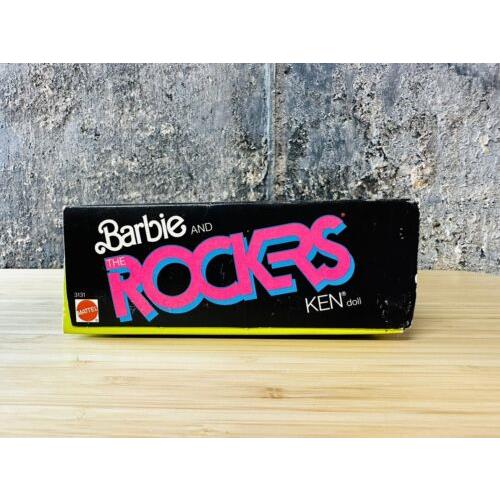 Barbie AND
THE ROCKERS
KEN doll
3131
MATTEL